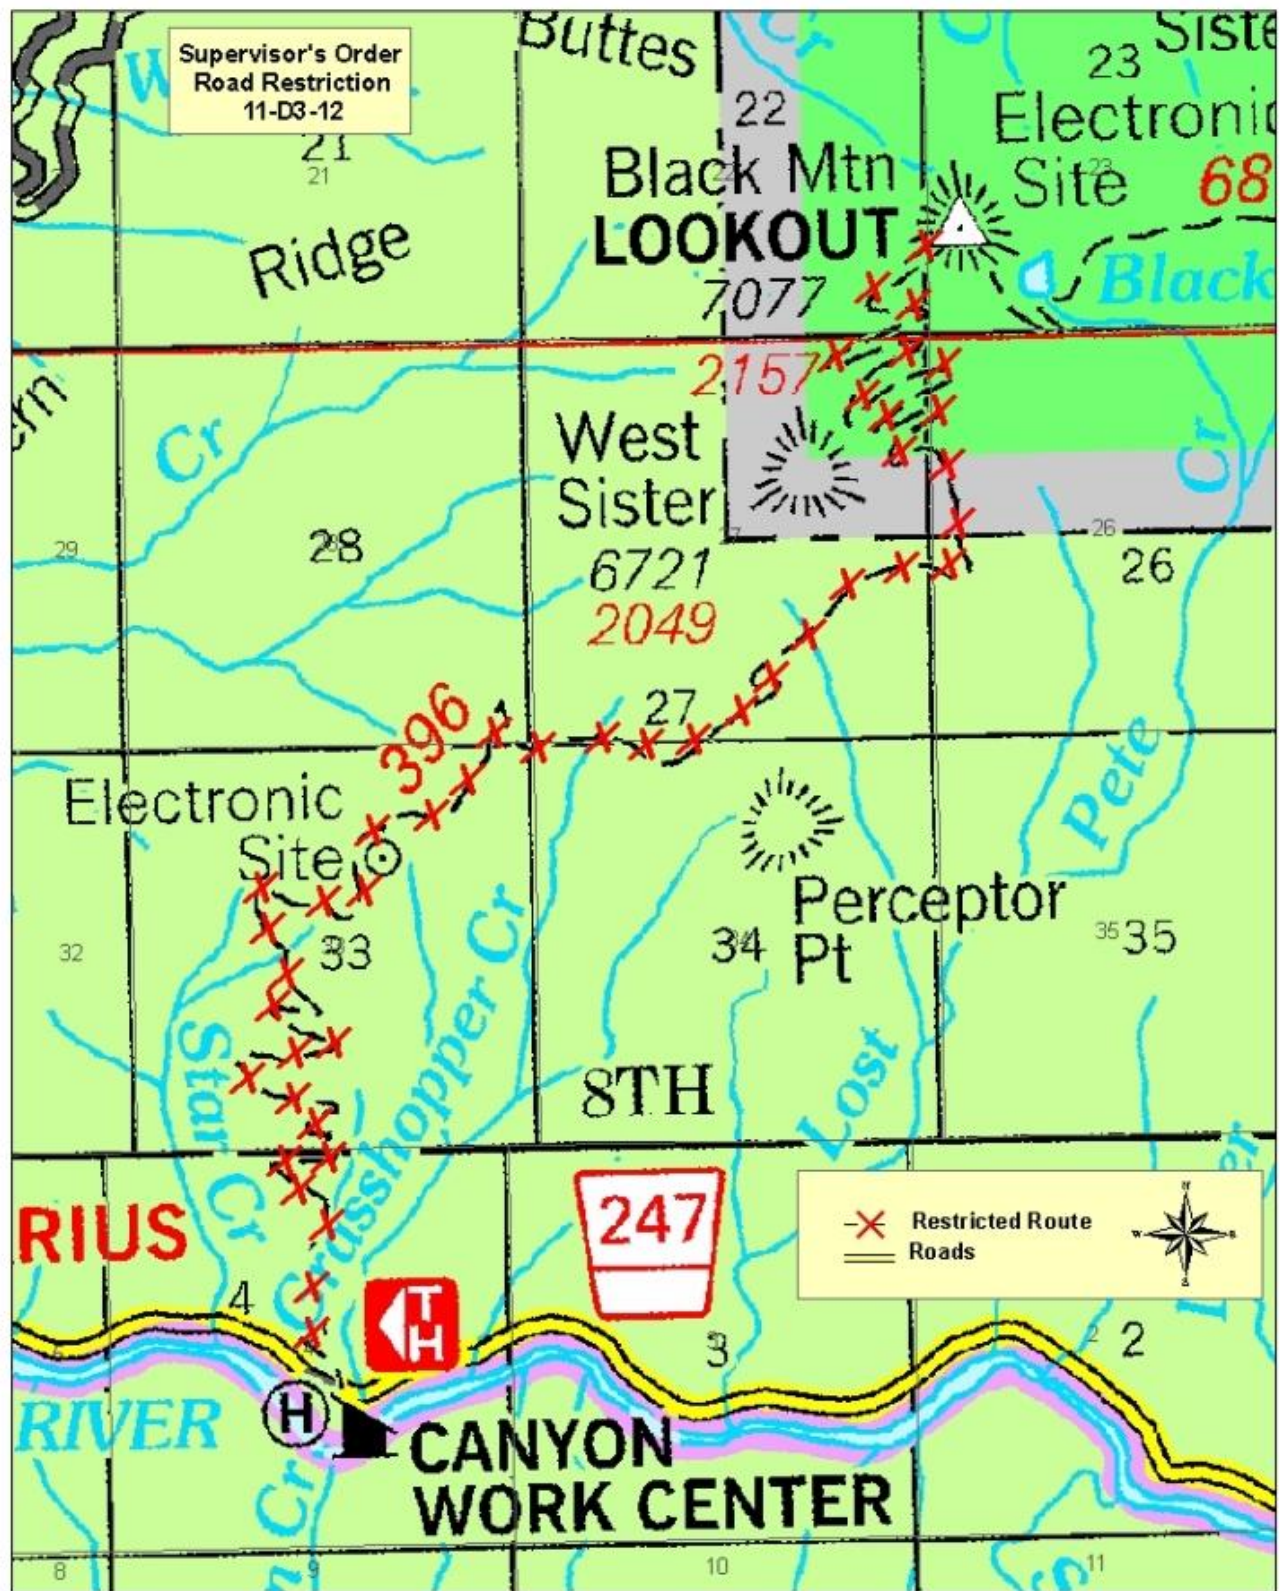 Supervisor's Order
Road Restriction
11-D3-12
Buttes
Cr
23
22
Electronic
Site
68
21
21
23
Black Mtn
LOOKOUT
7077
Ridge
Black
2157
West
Sister
6721
2049
Cr
Cr
29
28
27
26
26
27
396
Electronic
Site
Pete
Perceptor
Pt
32
33
34
35
35
Star Cr
Grasshopper Cr
Lost
8TH
247
RIUS
Restricted Route
Roads
4
TH
3
2
2
RIVER
H
CANYON
WORK CENTER
Cr
8
9
10
11